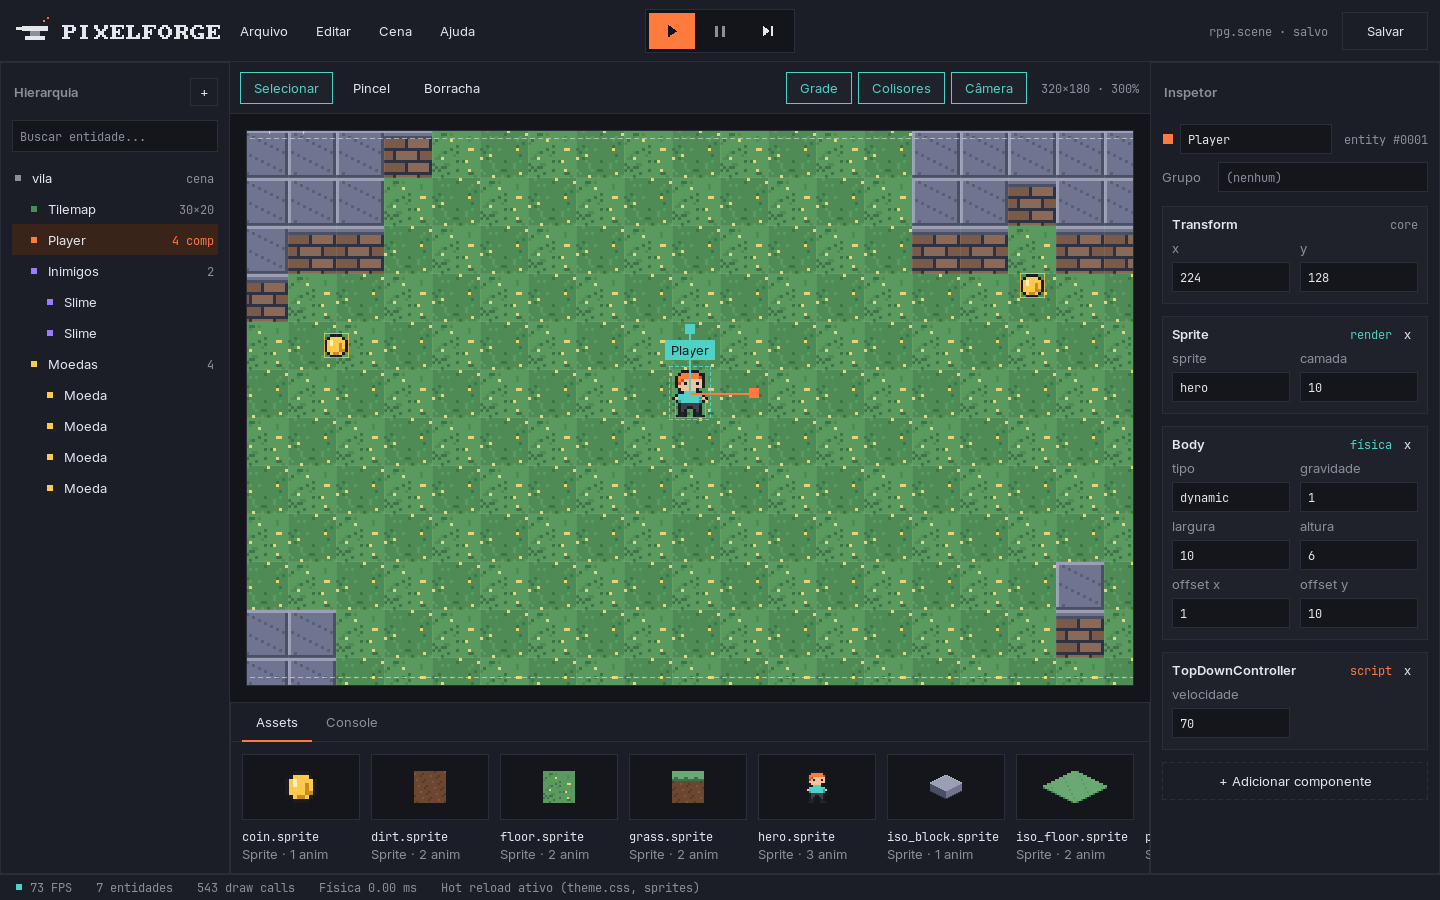 PIXELFORGE Arquivo Editar Cena Ajuda rpg.scene · salvo Salvar
Hierarquia +
Buscar entidade...
vila cena
Tilemap 30×20
Player 4 comp
Inimigos 2
Slime
Slime
Moedas 4
Moeda
Moeda
Moeda
Moeda
Selecionar Pincel Borracha Grade Colisores Câmera 320×180 · 300%
Player
Assets Console
coin.sprite dirt.sprite floor.sprite grass.sprite hero.sprite iso_block.sprite iso_floor.sprite
Sprite · 1 anim Sprite · 2 anim Sprite · 2 anim Sprite · 2 anim Sprite · 3 anim Sprite · 1 anim Sprite · 2 anim
Inspetor
Player entity #0001
Grupo (nenhum)
Transform core
x y
224 128
Sprite render x
sprite camada
hero 10
Body física x
tipo gravidade
dynamic 1
largura altura
10 6
offset x offset y
1 10
TopDownController script x
velocidade
70
+ Adicionar componente
73 FPS 7 entidades 543 draw calls Física 0.00 ms Hot reload ativo (theme.css, sprites)